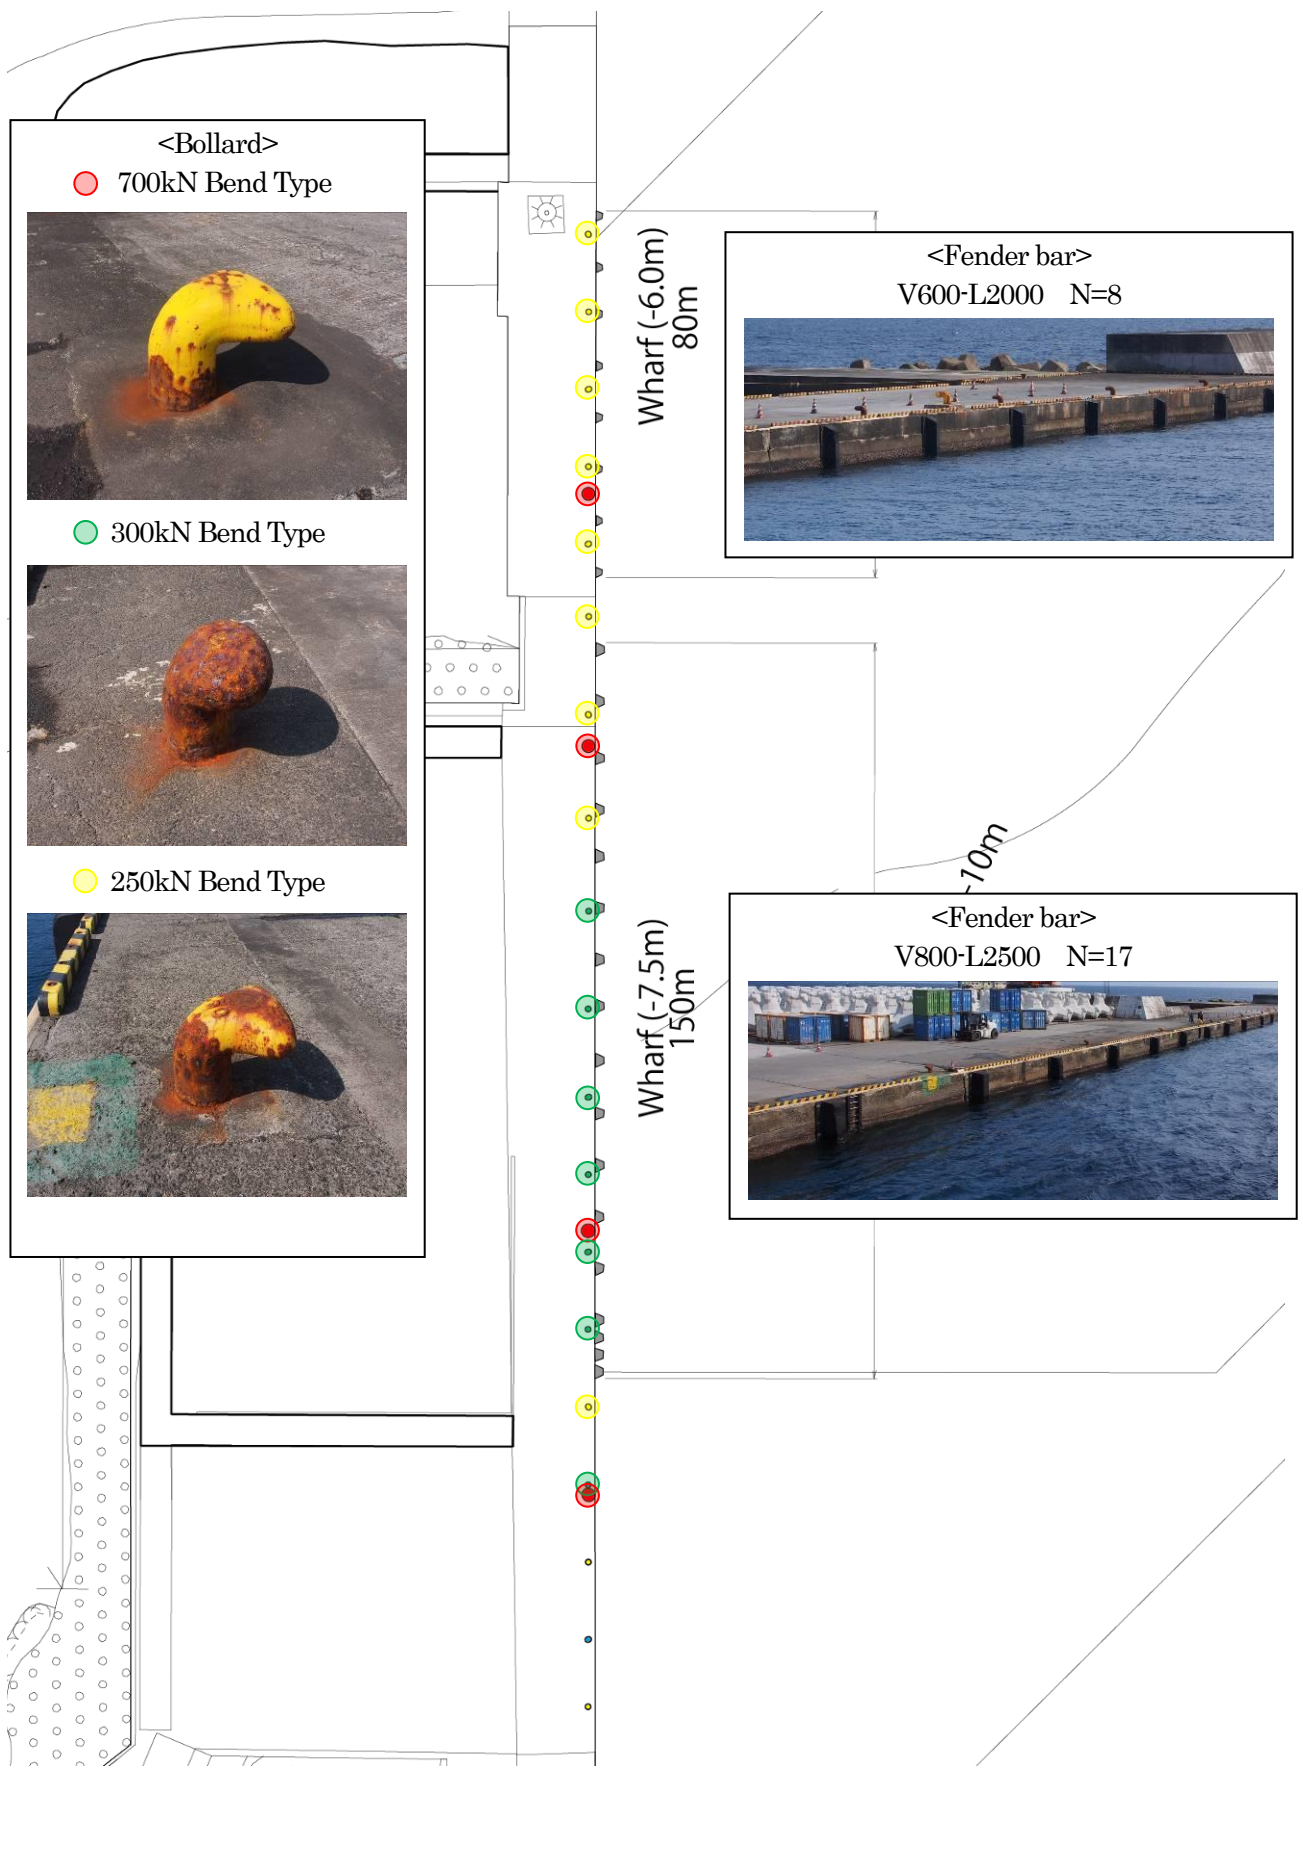 <Bollard>
700kN Bend Type
300kN Bend Type
250kN Bend Type
Wharf (-6.0m)
80m
<Fender bar>
V600-L2000 N=8
-10m
Wharf (-7.5m)
150m
<Fender bar>
V800-L2500 N=17